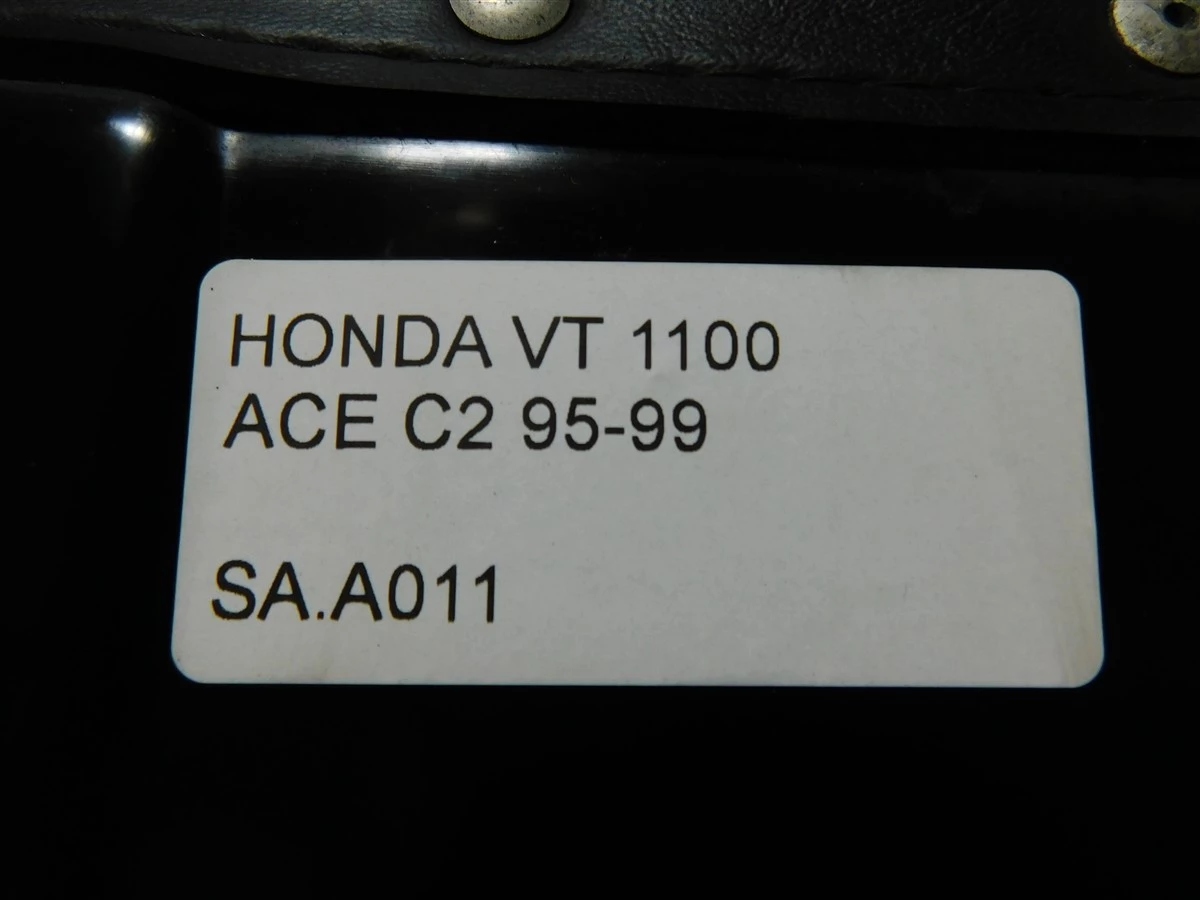 HONDA VT 1100
ACE C2 95-99
SA.A011